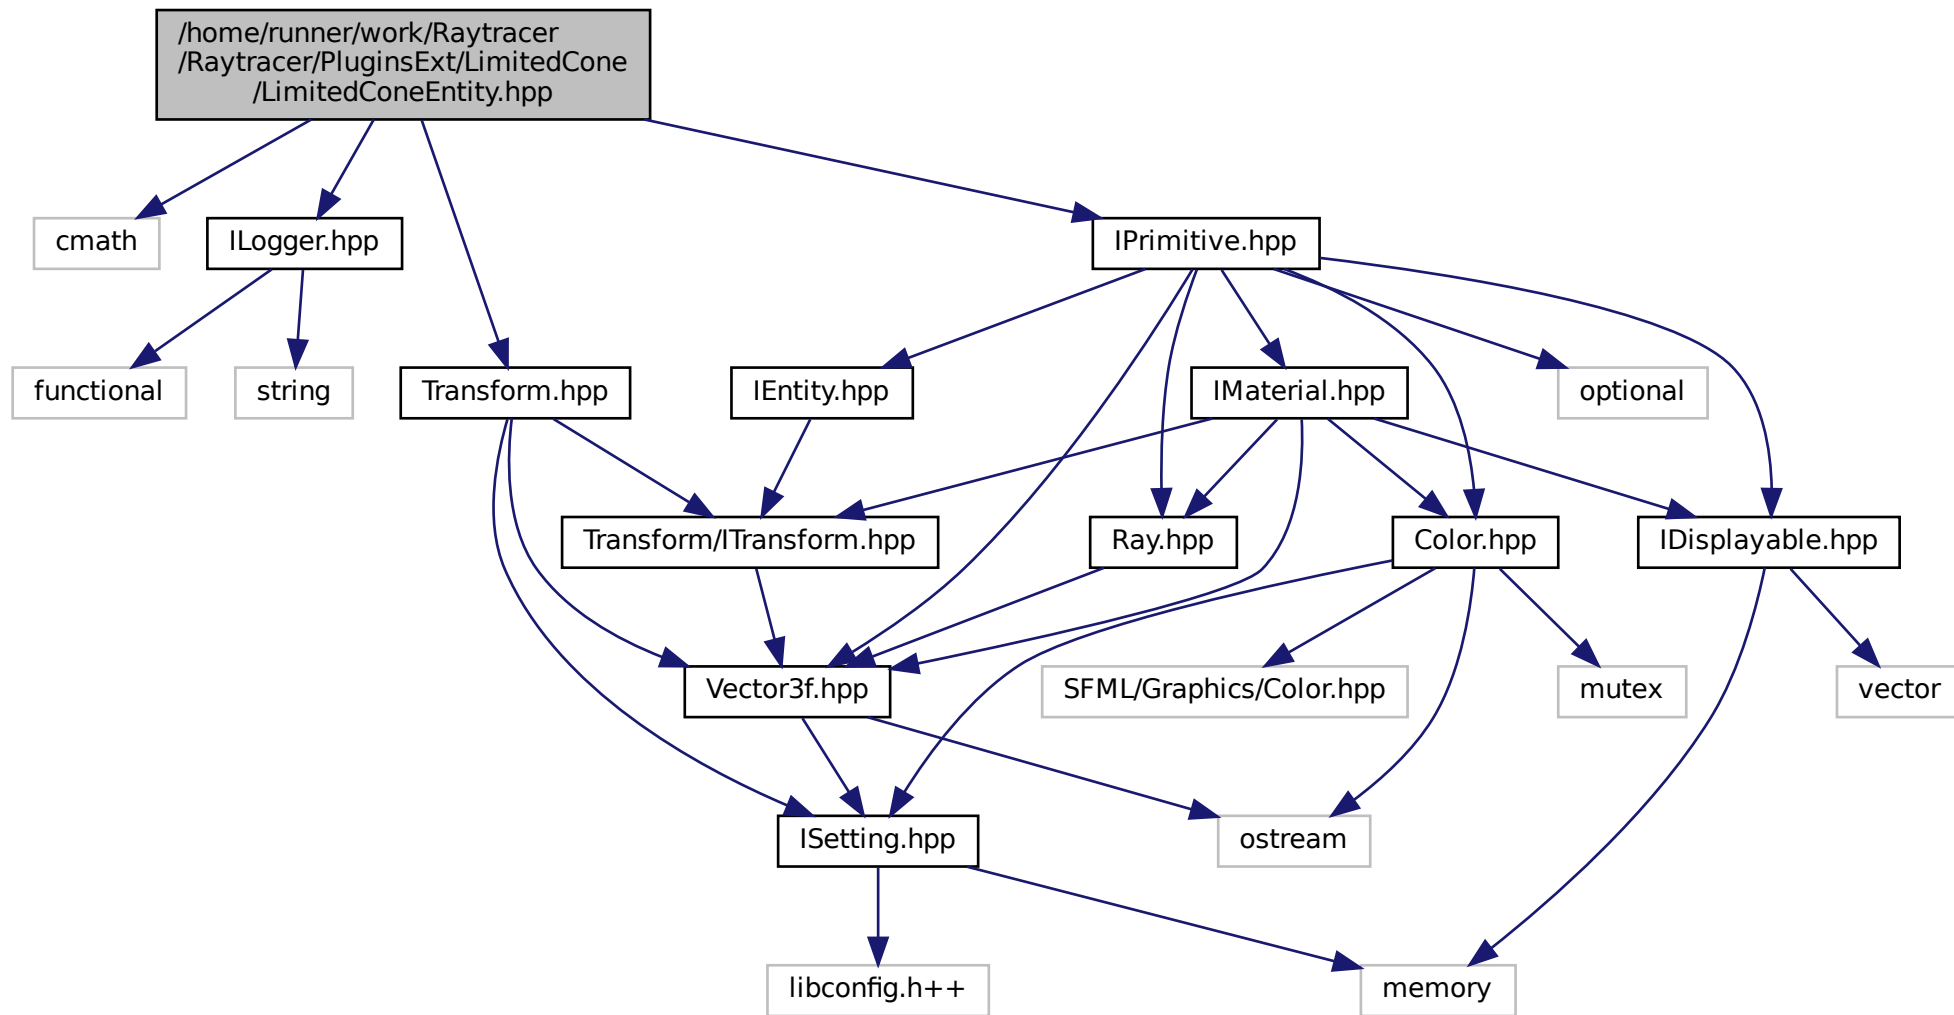 /home/runner/work/Raytracer
/Raytracer/PluginsExt/LimitedCone
/LimitedConeEntity.hpp
cmath
ILogger.hpp
IPrimitive.hpp
functional
string
Transform.hpp
IEntity.hpp
IMaterial.hpp
optional
Transform/ITransform.hpp
Ray.hpp
Color.hpp
IDisplayable.hpp
Vector3f.hpp
SFML/Graphics/Color.hpp
mutex
vector
ISetting.hpp
ostream
libconfig.h++
memory